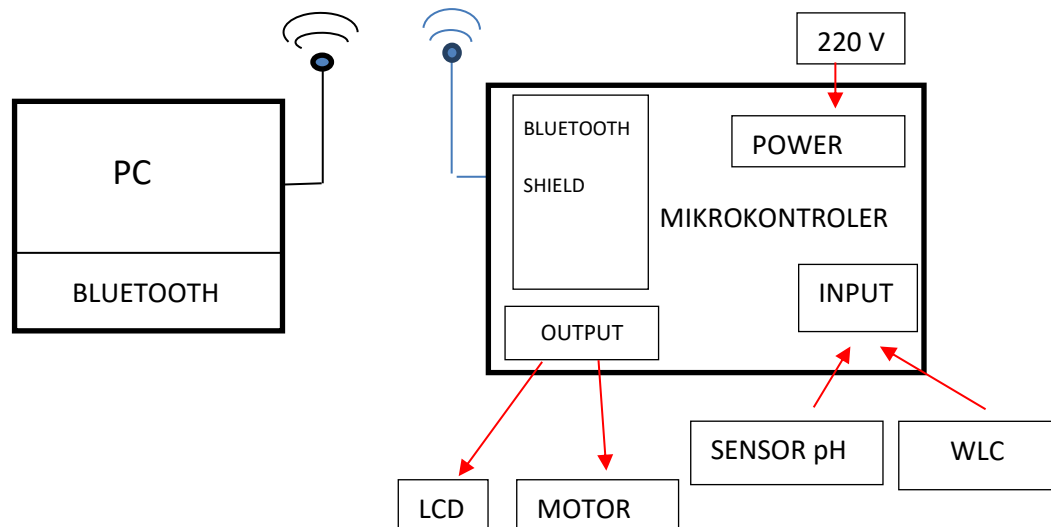 220 V
PC
BLUETOOTH
BLUETOOTH
SHIELD
POWER
MIKROKONTROLER
INPUT
OUTPUT
SENSOR pH
WLC
LCD
MOTOR